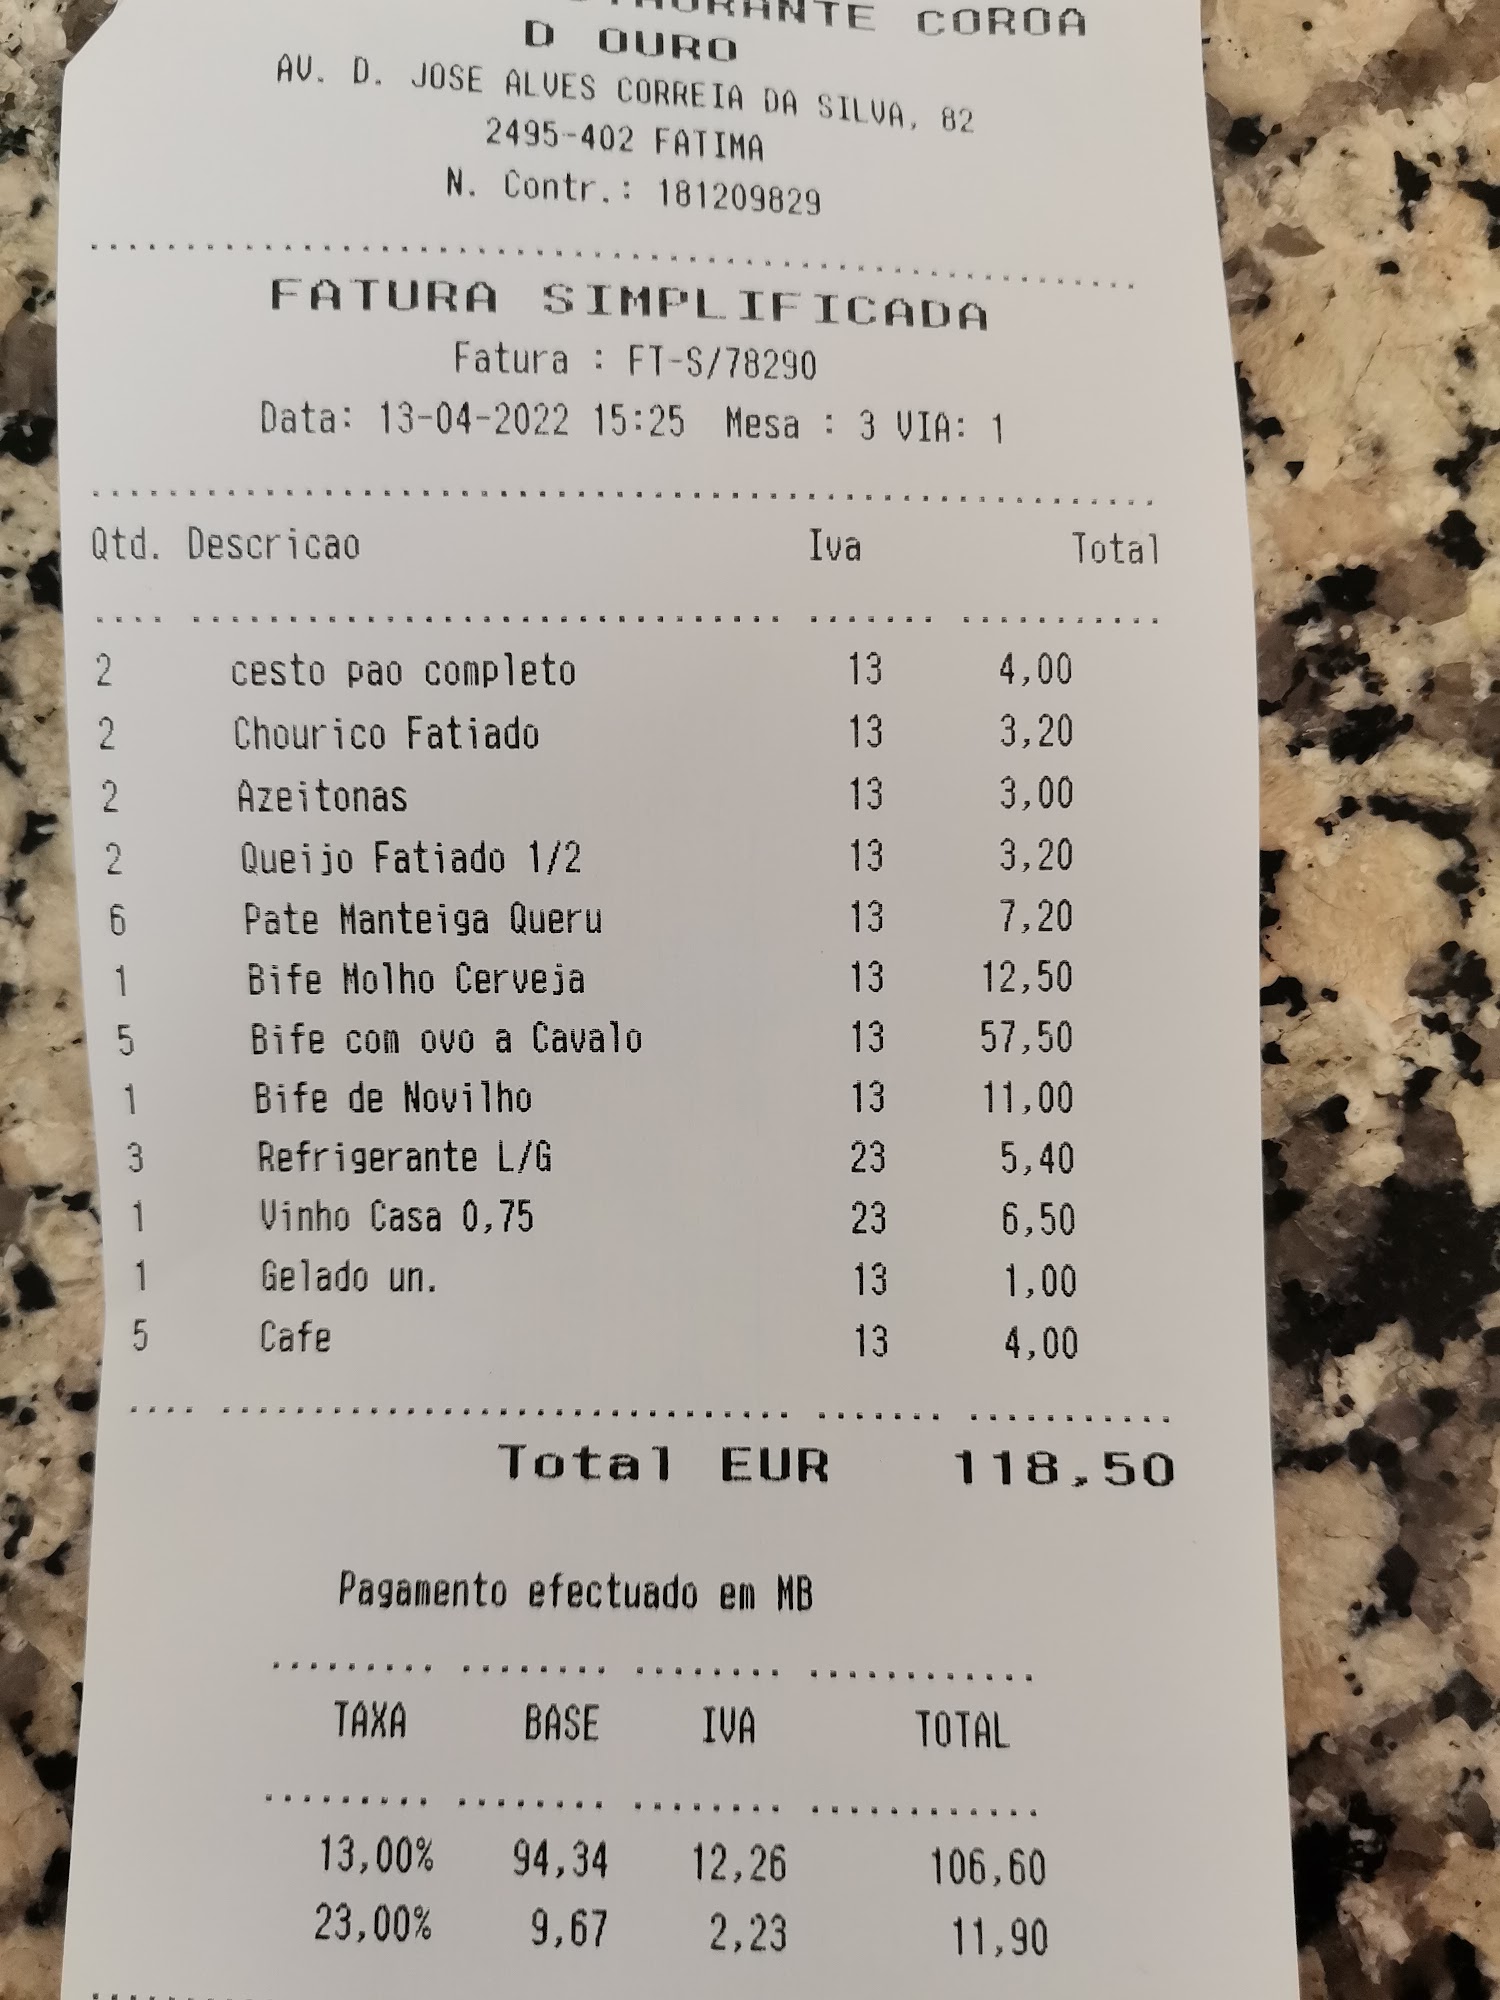 COROA
D OURO
AV. D. JOSE ALVES CORREIA DA SILVA, 82
2495-402 FATIMA
N. Contr.: 181209829
FATURA SIMPLIFICADA
Fatura : FT-S/78290
Data: 13-04-2022 15:25 Mesa : 3 VIA: 1
Qtd. Descricao Iva Total
2 cesto pao completo 13 4,00
2 Chourico Fatiado 13 3,20
2 Azeitonas 13 3,00
2 Queijo Fatiado 1/2 13 3,20
6 Pate Manteiga Queru 13 7,20
1 Bife Molho Cerveja 13 12,50
5 Bife com ovo a Cavalo 13 57,50
1 Bife de Novilho 13 11,00
3 Refrigerante L/G 23 5,40
1 Vinho Casa 0,75 23 6,50
1 Gelado un. 13 1,00
5 Cafe 13 4,00
Total EUR 118,50
Pagamento efectuado em MB
TAXA BASE IVA TOTAL
13,00% 94,34 12,26 106,60
23,00% 9,67 2,23 11,90